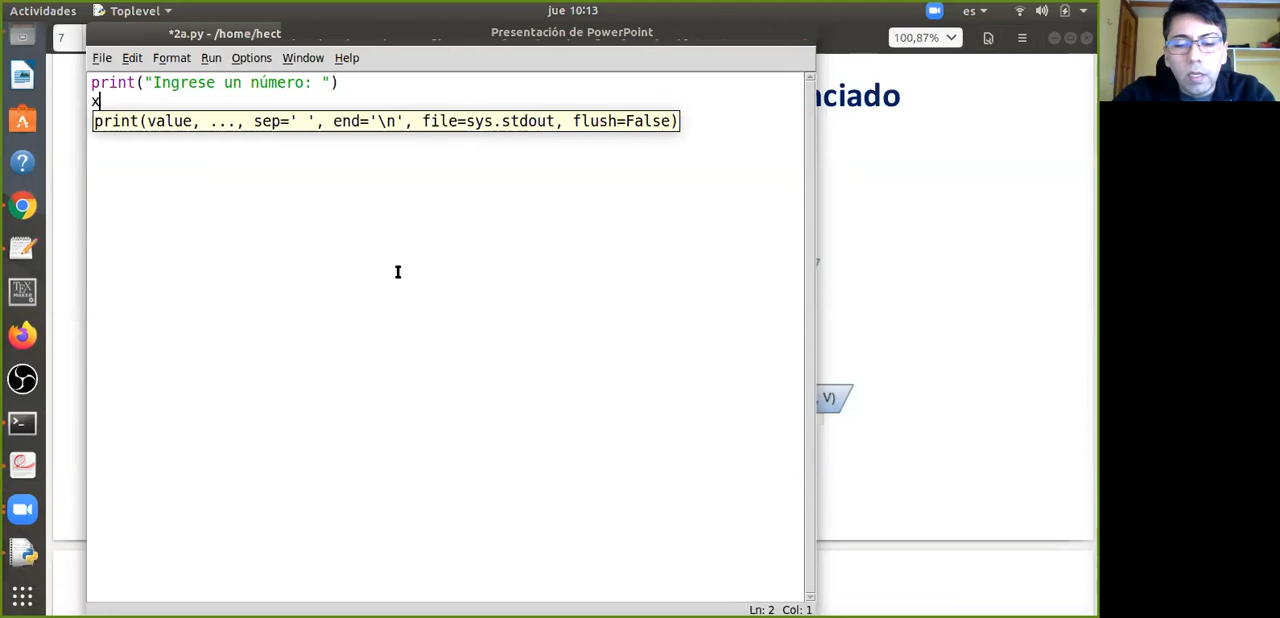 Actividades
Toplevel
jue 10:13
es
*2a.py - /home/hect
Presentación de PowerPoint
7
100,87%
File Edit Format Run Options Window Help
print("Ingrese un número: ")
x
print(value, ..., sep=' ', end='\n', file=sys.stdout, flush=False)
nciado
V)
TEX
MAKER
Ln: 2 Col: 1